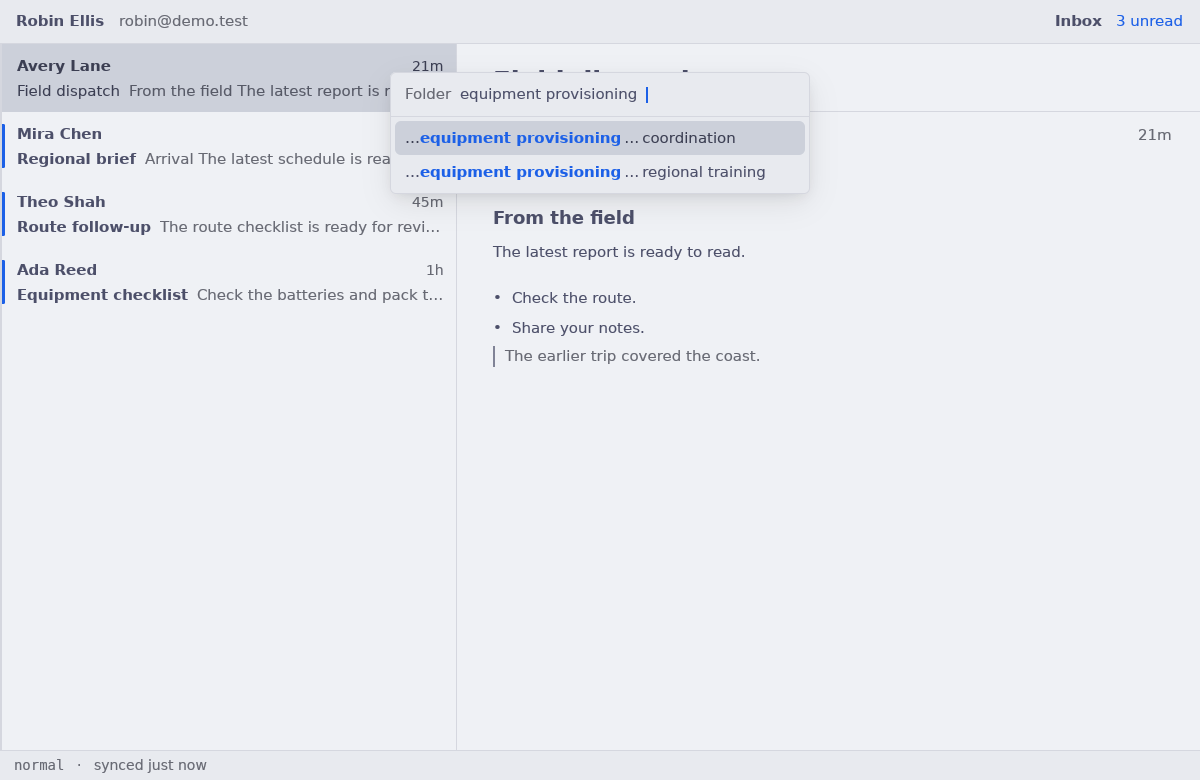 Robin Ellis robin@demo.test
Inbox 3 unread
Avery Lane 21m
Field dispatch From the field The latest report is r
Mira Chen
Regional brief Arrival The latest schedule is rea
Theo Shah 45m
Route follow-up The route checklist is ready for revi…
Ada Reed 1h
Equipment checklist Check the batteries and pack t…
Folder equipment provisioning
…equipment provisioning … coordination
…equipment provisioning … regional training
21m
From the field
The latest report is ready to read.
• Check the route.
• Share your notes.
The earlier trip covered the coast.
normal · synced just now